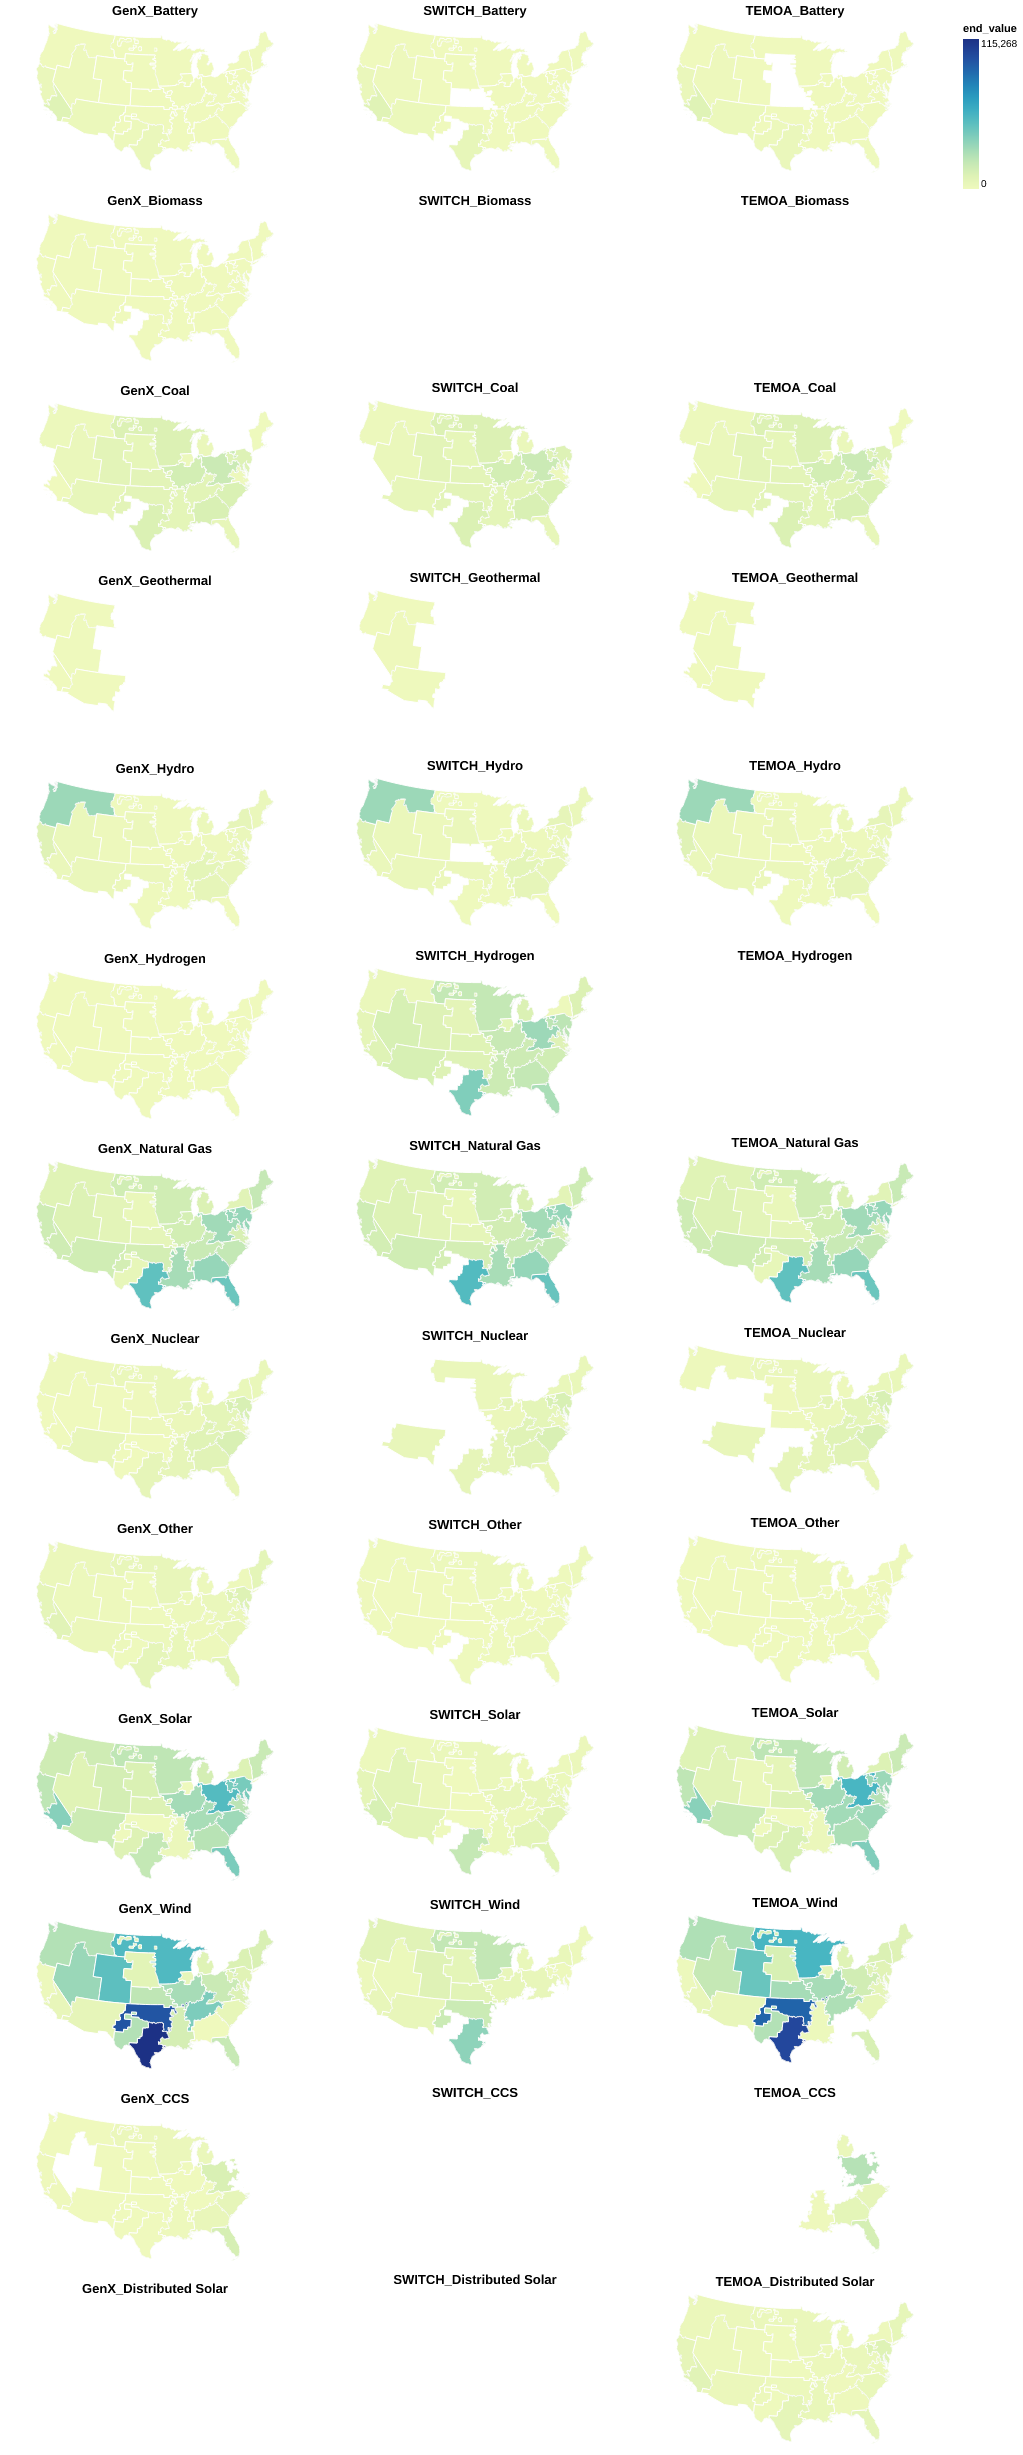 GenX_Battery
SWITCH_Battery
TEMOA_Battery
end_value
115,268
0
GenX_Biomass
SWITCH_Biomass
TEMOA_Biomass
GenX_Coal
SWITCH_Coal
TEMOA_Coal
GenX_Geothermal
SWITCH_Geothermal
TEMOA_Geothermal
GenX_Hydro
SWITCH_Hydro
TEMOA_Hydro
GenX_Hydrogen
SWITCH_Hydrogen
TEMOA_Hydrogen
GenX_Natural Gas
SWITCH_Natural Gas
TEMOA_Natural Gas
GenX_Nuclear
SWITCH_Nuclear
TEMOA_Nuclear
GenX_Other
SWITCH_Other
TEMOA_Other
GenX_Solar
SWITCH_Solar
TEMOA_Solar
GenX_Wind
SWITCH_Wind
TEMOA_Wind
GenX_CCS
SWITCH_CCS
TEMOA_CCS
GenX_Distributed Solar
SWITCH_Distributed Solar
TEMOA_Distributed Solar